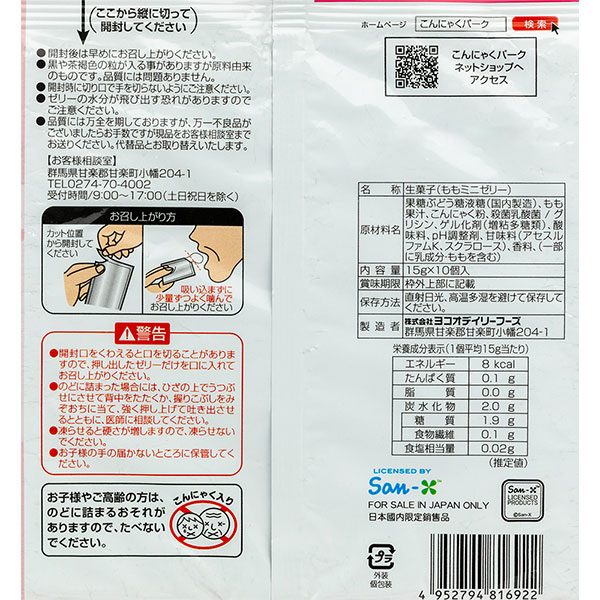 ここから縦に切って
開封してください
●開封後は早めにお召し上がりください。
●黒や茶褐色の粒が入る事がありますが原料由来
のものです。品質には問題ありません。
●開封時に切り口で手を切らないようにご注意ください。
●ゼリーの水分が飛び出す恐れがありますので
ご注意ください。
●品質には万全を期しておりますが、万一不良品が
ございましたらお手数ですが現品をお客様相談室まで
お送りください。代替品とお取り替えいたします。
【お客様相談室】
群馬県甘楽郡甘楽町小幡204-1
TEL0274-70-4002
受付時間/9:00～17:00(土日祝日を除く)
お召し上がり方
カット位置
から開封して
ください
吸い込まずに
少量ずつよく噛んで
お召し上がりください
警告
●開封口をくわえると口を切ることがありま
すので、押し出したゼリーだけを口に入れて
お召し上がりください。
●のどに詰まった場合には、ひざの上でうつぶ
せにさせて背中をたたくか、握りこぶしをみ
ぞおちに当て、強く押し上げて吐き出させる
とともに、医師に相談してください。
●凍らせると硬さが増しますので、凍らせない
でください。
●お子様の手の届かないところに保管してく
ださい。
お子様やご高齢の方は、
のどに詰まるおそれが
ありますので、たべない
でください。
こんにゃく入り
ホームページ こんにゃくパーク 検索
こんにゃくパーク
ネットショップへ
アクセス
名称 生菓子(ももミニゼリー)
原材料名 果糖ぶどう糖液糖(国内製造)、もも
果汁、こんにゃく粉、殺菌乳酸菌/グ
リシン、ゲル化剤(増粘多糖類)、酸
味料、pH調整剤、甘味料(アセスル
ファムK、スクラロース)、香料、(一部
に乳成分・ももを含む)
内容量 15g×10個入
賞味期限 枠外上部に記載
保存方法 直射日光、高温多湿を避けて保存して
ください。
製造者 株式会社ヨコオデイリーフーズ
群馬県甘楽郡甘楽町小幡204-1
栄養成分表示(1個平均15g当たり)
エネルギー 8 kcal
たんぱく質 0.1 g
脂質 0.0 g
炭水化物 2.0 g
糖質 1.9 g
食物繊維 0.1 g
食塩相当量 0.02g
(推定値)
LICENSED BY
San-X™
FOR SALE IN JAPAN ONLY
日本國内限定銷售品
San-X
LICENSED
PRODUCTS
©San-X
プラ
外装
個包装
4 952794 816922